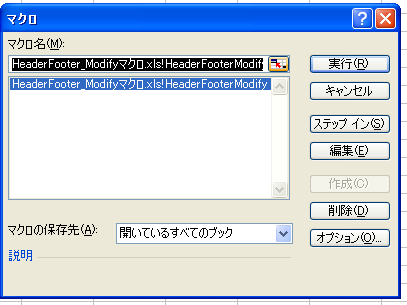 マクロ
マクロ名(M):
HeaderFooter_Modifyマクロ.xls!HeaderFooterModify
HeaderFooter_Modifyマクロ.xls!HeaderFooterModify
実行(R)
キャンセル
ステップ イン(S)
編集(E)
作成(C)
削除(D)
マクロの保存先(A):
開いているすべてのブック
オプション(O)...
説明